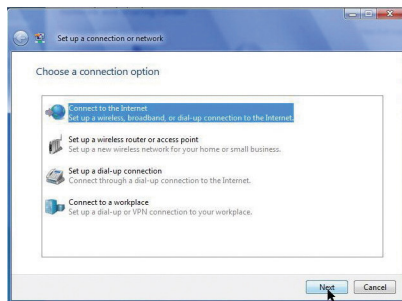 Set up a connection or network
Choose a connection option
Connect to the Internet
Set up a wireless, broadband, or dial-up connection to the Internet.
Set up a wireless router or access point
Set up a new wireless network for your home or small business.
Set up a dial-up connection
Connect through a dial-up connection to the Internet.
Connect to a workplace
Set up a dial-up or VPN connection to your workplace.
Next
Cancel